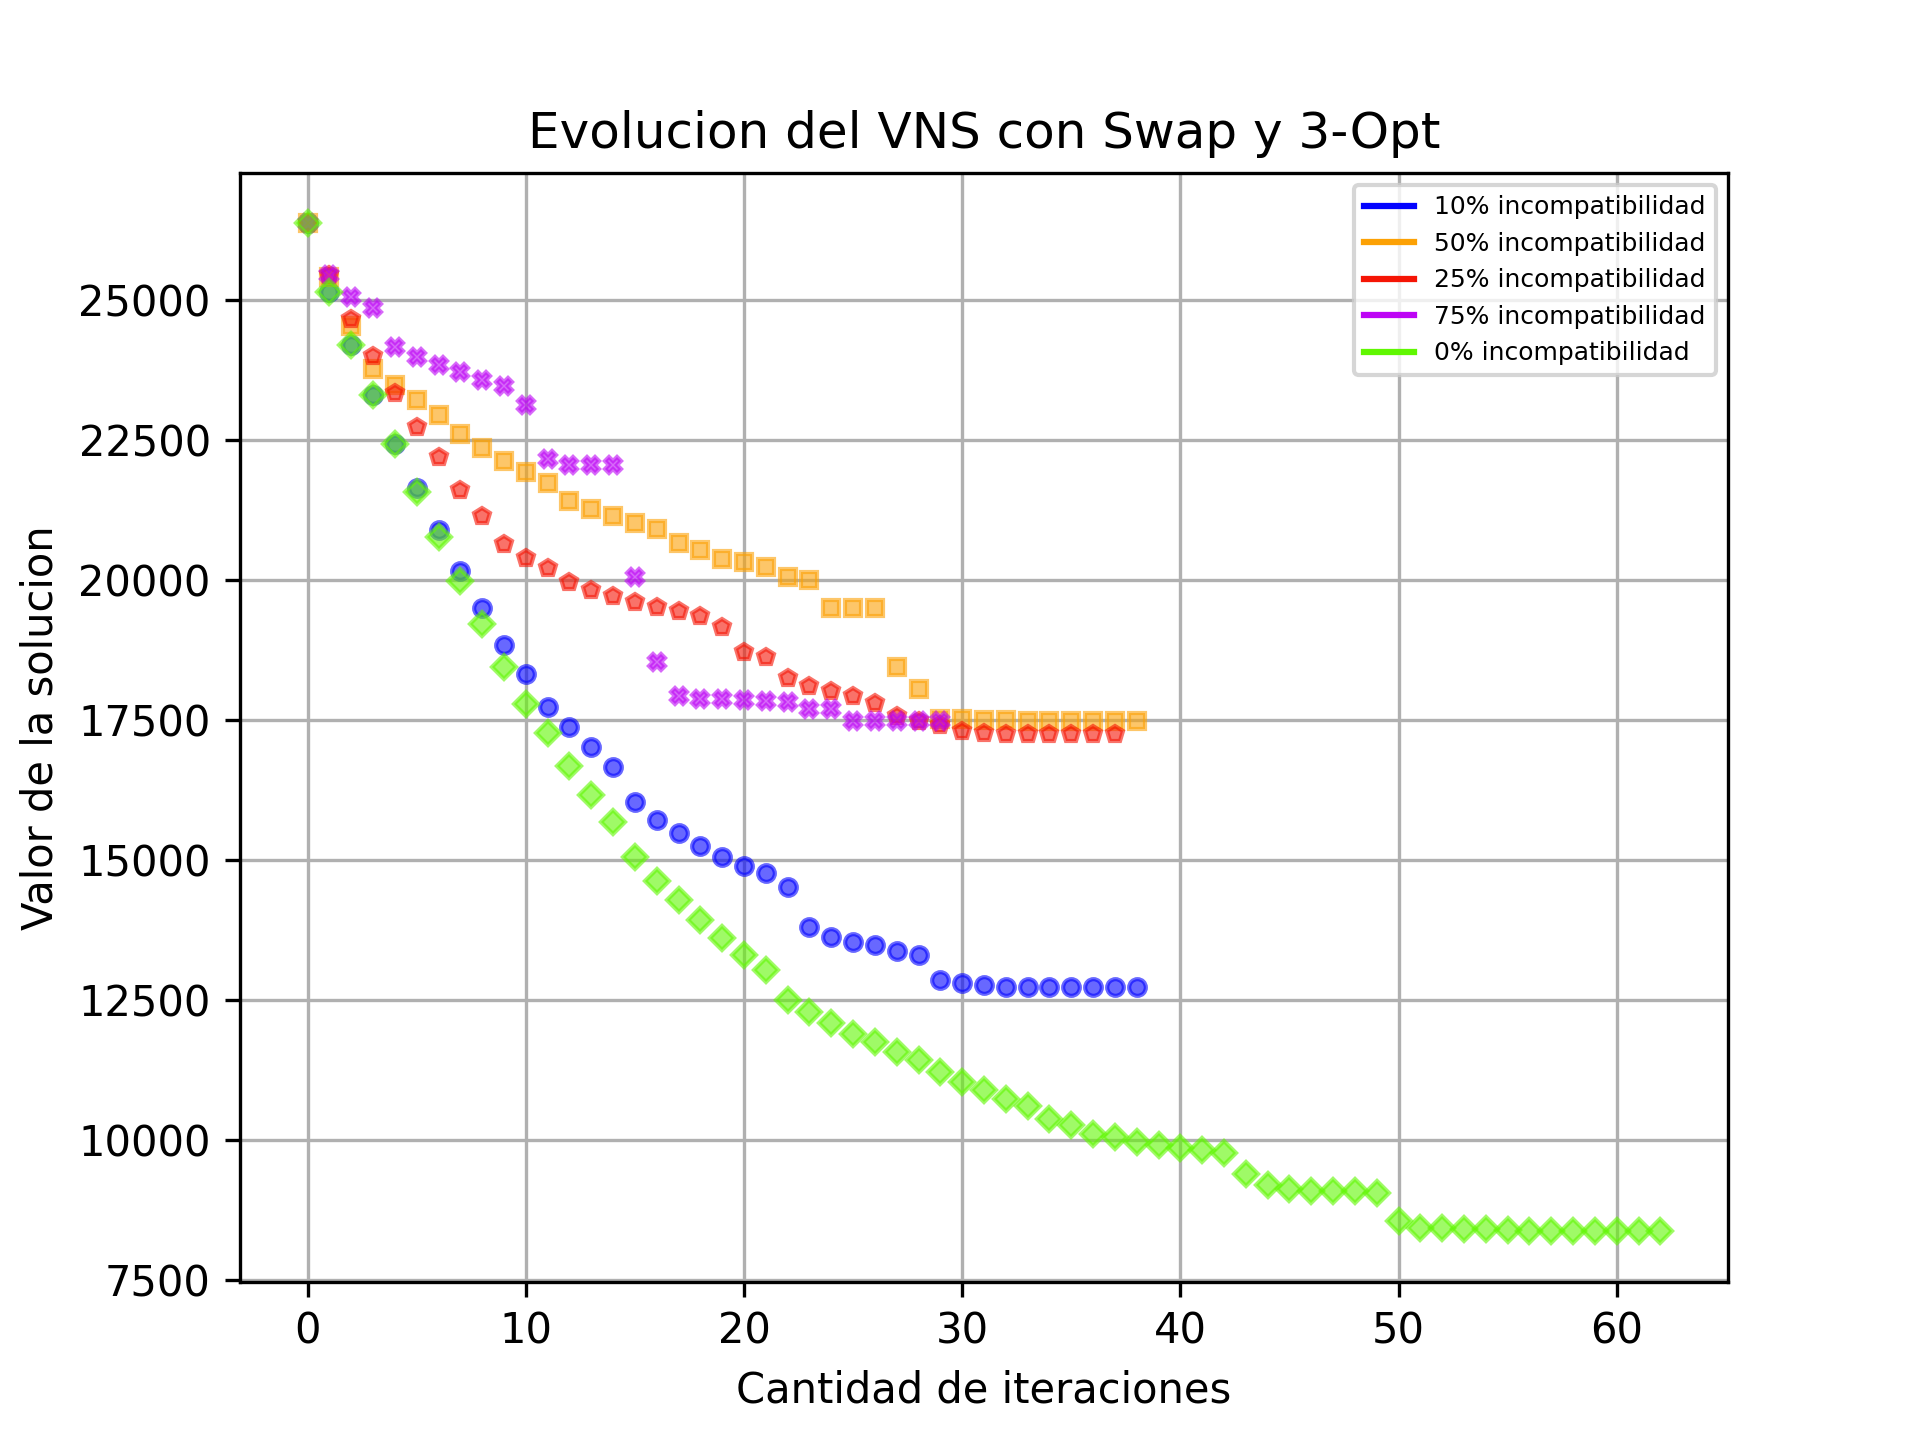 Evolucion del VNS con Swap y 3-Opt
10% incompatibilidad
50% incompatibilidad
25% incompatibilidad
75% incompatibilidad
0% incompatibilidad
25000
22500
20000
17500
15000
12500
10000
7500
Valor de la solucion
0 10 20 30 40 50 60
Cantidad de iteraciones